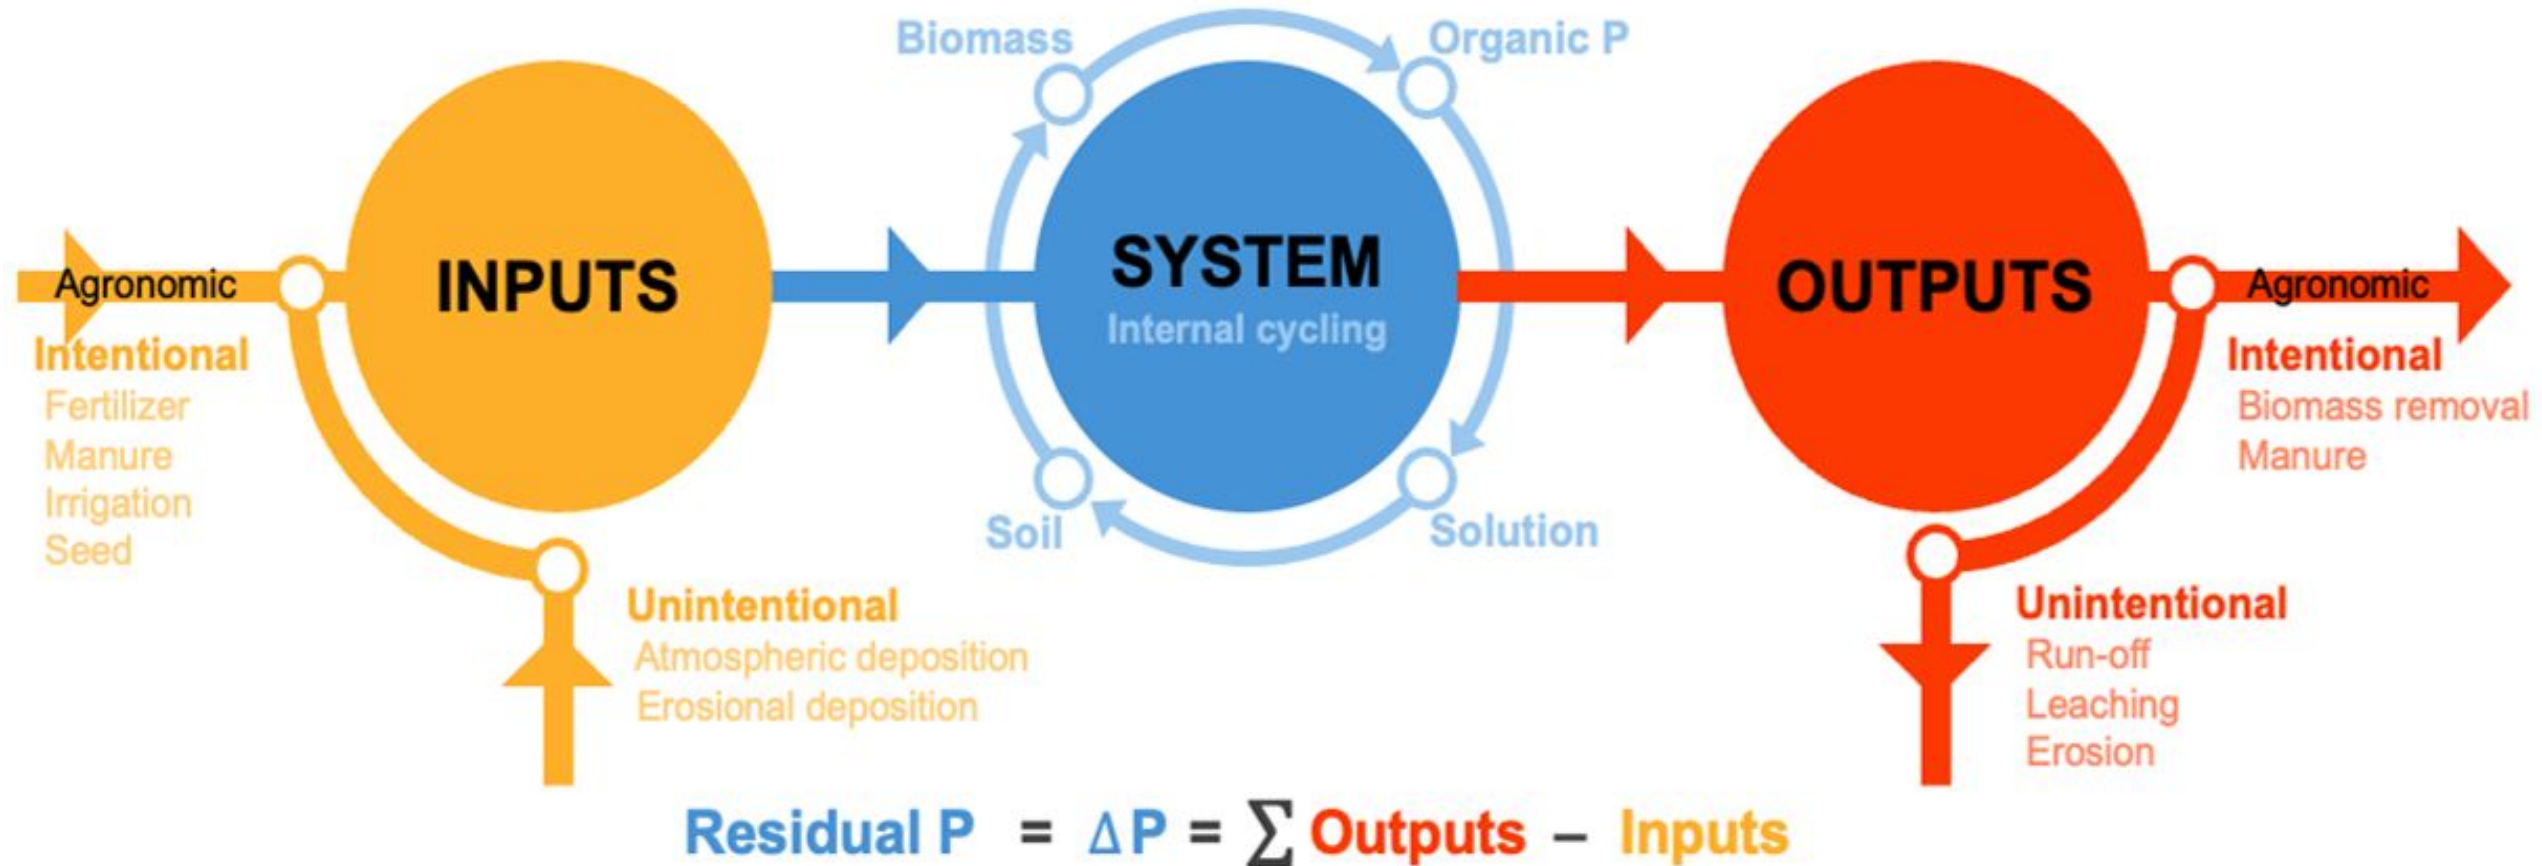 Agronomic
Intentional
Fertilizer
Manure
Irrigation
Seed
INPUTS
Unintentional
Atmospheric deposition
Erosional deposition
Biomass
Organic P
SYSTEM
Internal cycling
Soil
Solution
OUTPUTS
Agronomic
Intentional
Biomass removal
Manure
Unintentional
Run-off
Leaching
Erosion
Residual P = Δ P = ∑ Outputs – Inputs